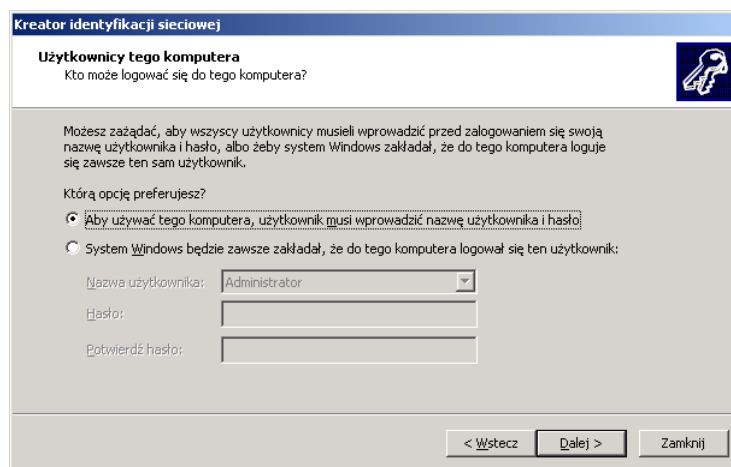 Kreator identyfikacji sieciowej
Użytkownicy tego komputera
Kto może logować się do tego komputera?
Możesz zażądać, aby wszyscy użytkownicy musieli wprowadzić przed zalogowaniem się swoją
nazwę użytkownika i hasło, albo żeby system Windows zakładał, że do tego komputera loguje
się zawsze ten sam użytkownik.
Którą opcję preferujesz?
Aby używać tego komputera, użytkownik musi wprowadzić nazwę użytkownika i hasło
System Windows będzie zawsze zakładał, że do tego komputera logował się ten użytkownik:
Nazwa użytkownika: Administrator
Hasło:
Potwierdź hasło:
< Wstecz Dalej > Zamknij